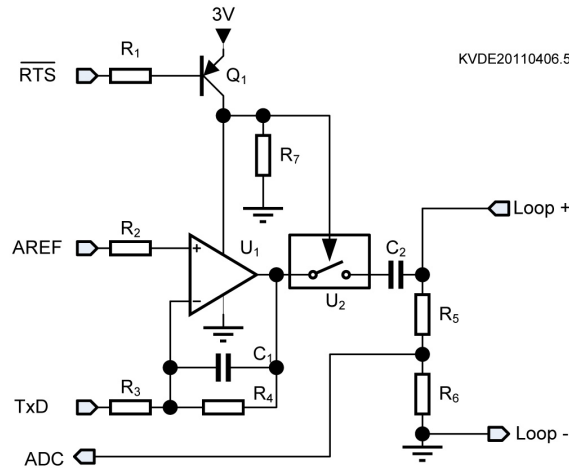 3V
R1
RTS
Q1
KVDE20110406.5
R7
R2
AREF
+
U1
C2
Loop +
−
U2
R5
C1
R3
R4
R6
TxD
ADC
Loop -